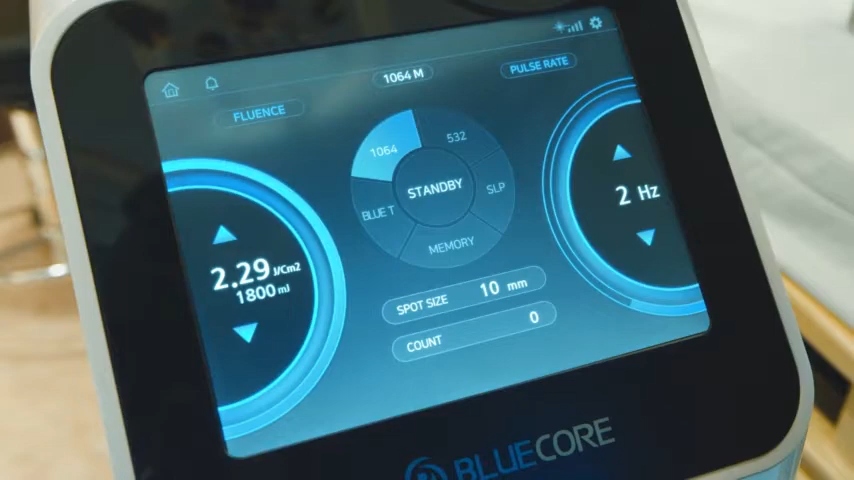 1064 M
PULSE RATE
FLUENCE
1064
532
STANDBY
SLP
BLUE T
MEMORY
2 Hz
2.29 J/Cm2
1800 mJ
SPOT SIZE 10 mm
COUNT 0
BLUECORE